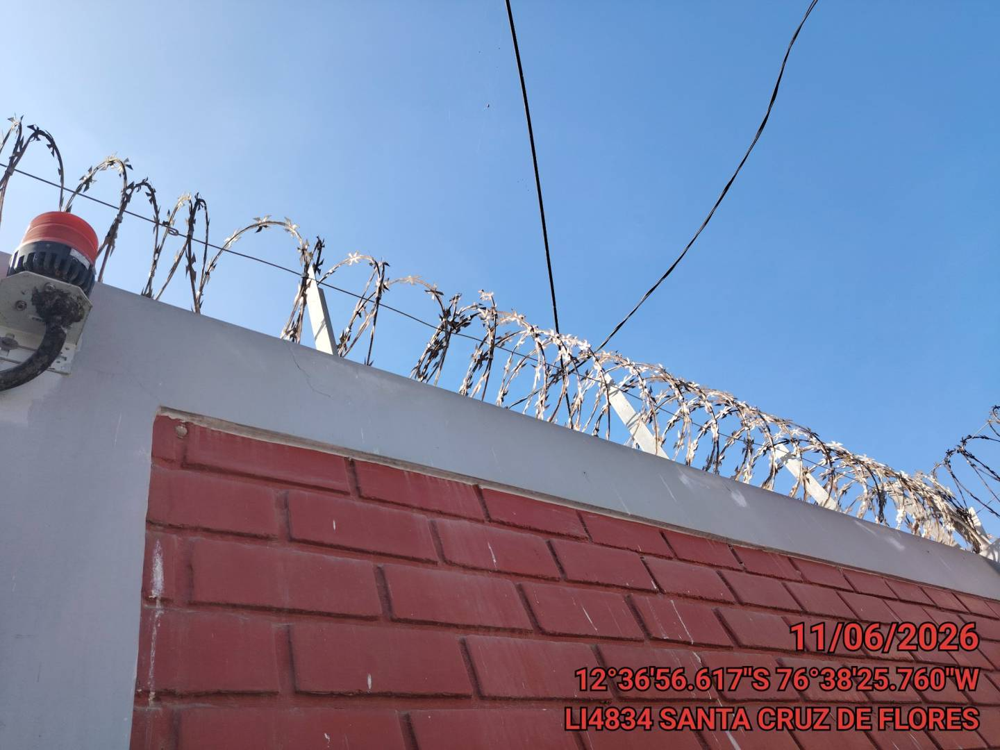 11/06/2026
12°36'56.617"S 76°38'25.760"W
LI4834 SANTA CRUZ DE FLORES